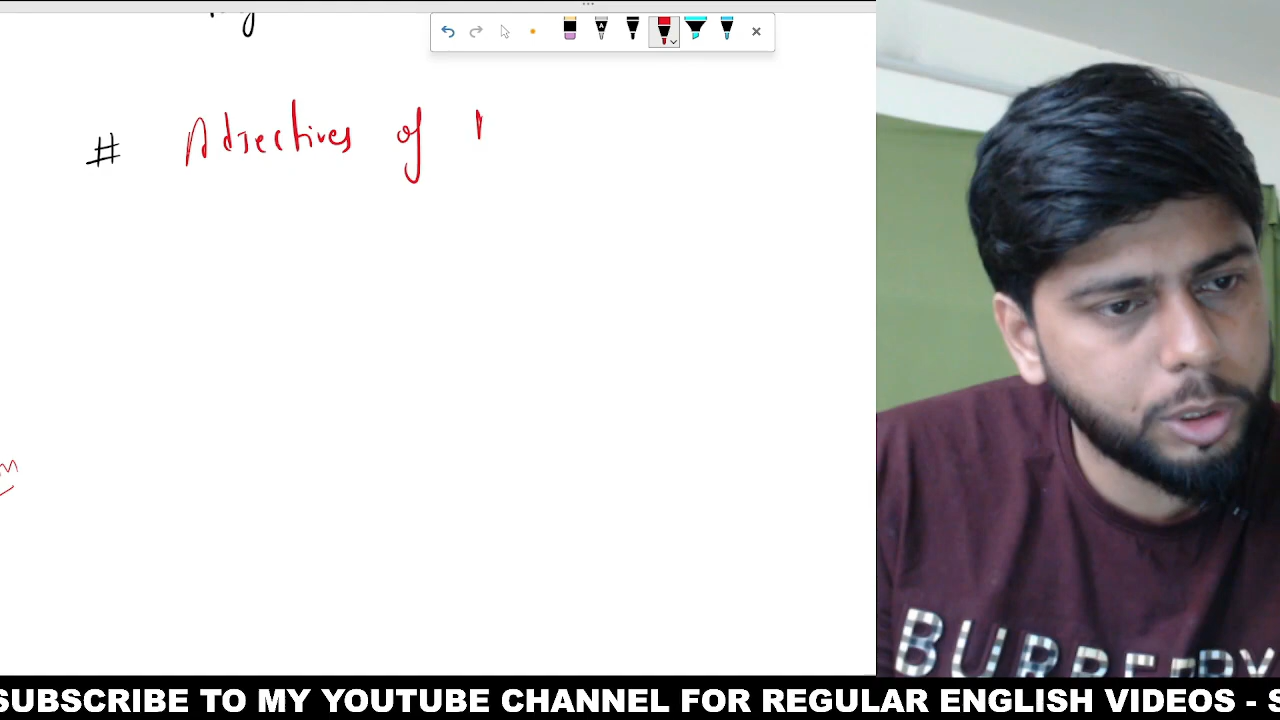 # Adjectives of
BURBERRY
SUBSCRIBE TO MY YOUTUBE CHANNEL FOR REGULAR ENGLISH VIDEOS - S